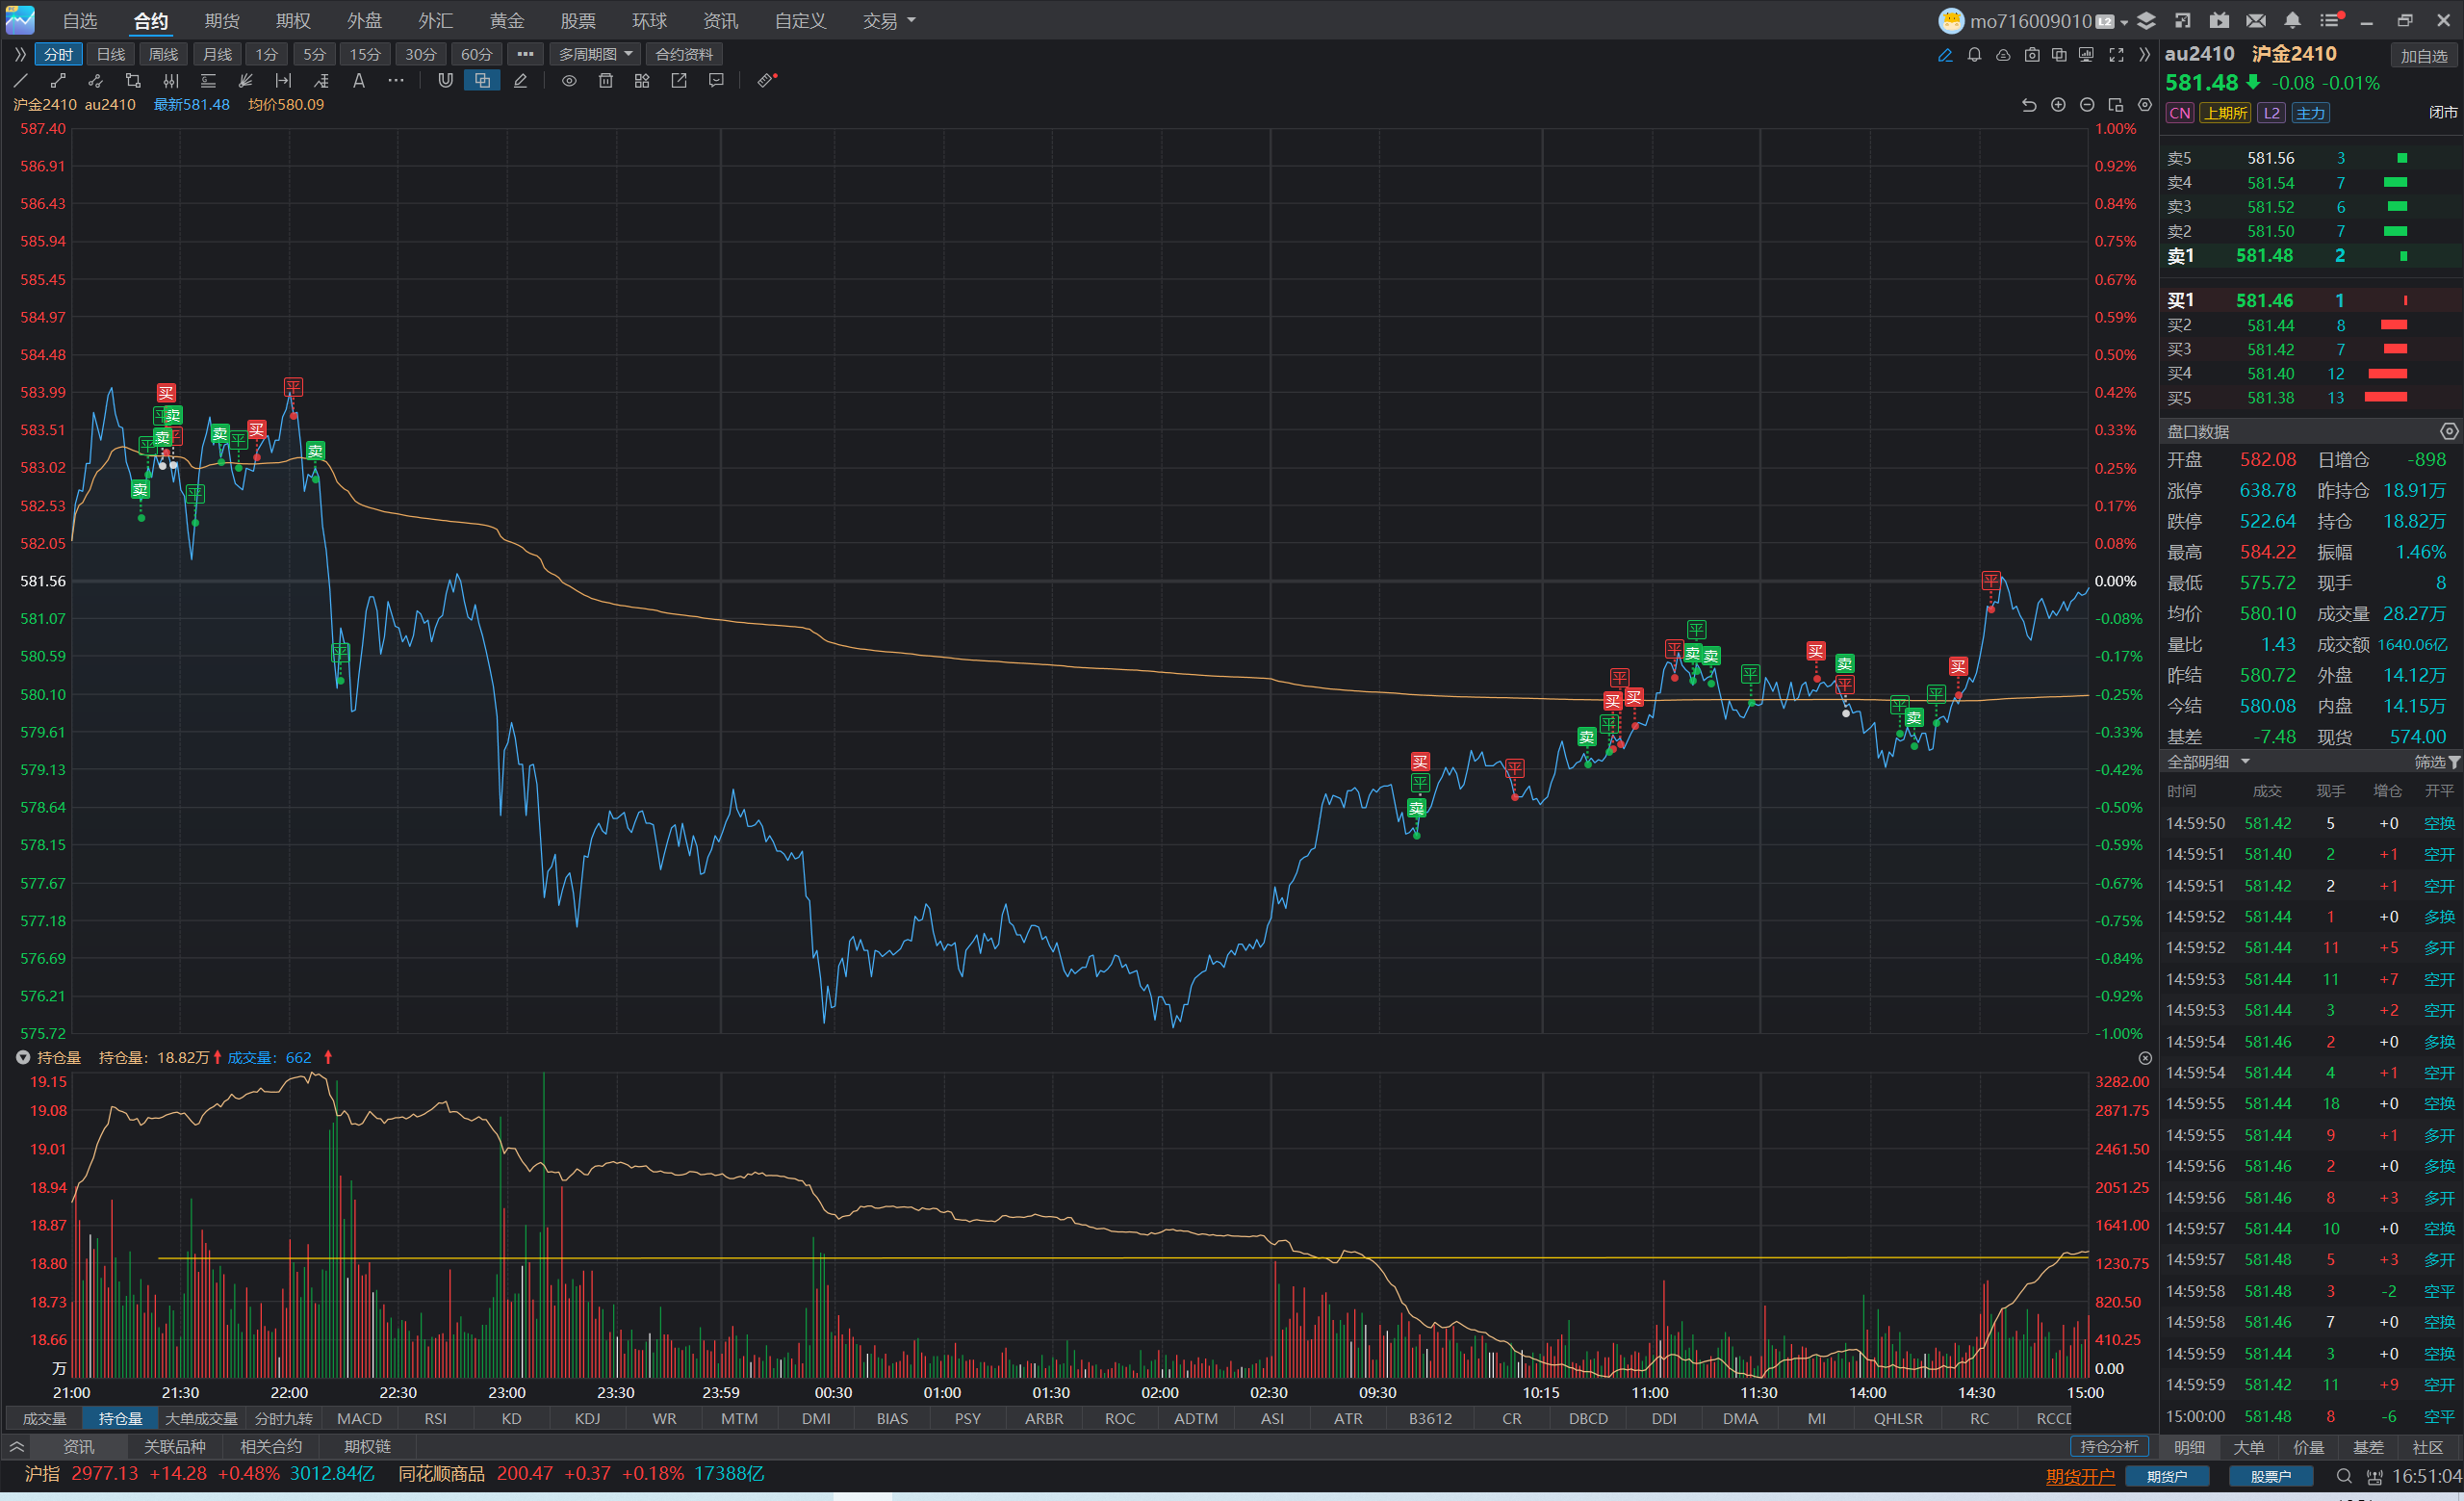 自选 合约 期货 期权 外盘 外汇 黄金 股票 环球 资讯 自定义 交易 mo716009010 L2
分时 日线 周线 月线 1分 5分 15分 30分 60分 ••• 多周期图 合约资料
沪金2410 au2410 最新581.48 均价580.09
587.40 1.00%
586.91 0.92%
586.43 0.84%
585.94 0.75%
585.45 0.67%
584.97 0.59%
584.48 0.50%
583.99 0.42%
583.51 0.33%
583.02 0.25%
582.53 0.17%
582.05 0.08%
581.56 0.00%
581.07 -0.08%
580.59 -0.17%
580.10 -0.25%
579.61 -0.33%
579.13 -0.42%
578.64 -0.50%
578.15 -0.59%
577.67 -0.67%
577.18 -0.75%
576.69 -0.84%
576.21 -0.92%
575.72 -1.00%
持仓量 持仓量：18.82万 成交量：662
19.15 3282.00
19.08 2871.75
19.01 2461.50
18.94 2051.25
18.87 1641.00
18.80 1230.75
18.73 820.50
18.66 410.25
万 0.00
21:00 21:30 22:00 22:30 23:00 23:30 23:59 00:30 01:00 01:30 02:00 02:30 09:30 10:15 11:00 11:30 14:00 14:30 15:00
成交量 持仓量 大单成交量 分时九转 MACD RSI KD KDJ WR MTM DMI BIAS PSY ARBR ROC ADTM ASI ATR B3612 CR DBCD DDI DMA MI QHLSR RC RCCD
资讯 关联品种 相关合约 期权链 持仓分析
au2410 沪金2410 加自选
581.48 -0.08 -0.01%
CN 上期所 L2 主力 闭市
卖5 581.56 3
卖4 581.54 7
卖3 581.52 6
卖2 581.50 7
卖1 581.48 2
买1 581.46 1
买2 581.44 8
买3 581.42 7
买4 581.40 12
买5 581.38 13
盘口数据
开盘 582.08 日增仓 -898
涨停 638.78 昨持仓 18.91万
跌停 522.64 持仓 18.82万
最高 584.22 振幅 1.46%
最低 575.72 现手 8
均价 580.10 成交量 28.27万
量比 1.43 成交额 1640.06亿
昨结 580.72 外盘 14.12万
今结 580.08 内盘 14.15万
基差 -7.48 现货 574.00
全部明细 筛选
时间 成交 现手 增仓 开平
14:59:50 581.42 5 +0 空换
14:59:51 581.40 2 +1 空开
14:59:51 581.42 2 +1 空开
14:59:52 581.44 1 +0 多换
14:59:52 581.44 11 +5 多开
14:59:53 581.44 11 +7 空开
14:59:53 581.44 3 +2 空开
14:59:54 581.46 2 +0 多换
14:59:54 581.44 4 +1 空开
14:59:55 581.44 18 +0 空换
14:59:55 581.44 9 +1 多开
14:59:56 581.46 2 +0 多换
14:59:56 581.46 8 +3 多开
14:59:57 581.44 10 +0 空换
14:59:57 581.48 5 +3 多开
14:59:58 581.48 3 -2 空平
14:59:58 581.46 7 +0 空换
14:59:59 581.44 3 +0 空换
14:59:59 581.42 11 +9 空开
15:00:00 581.48 8 -6 空平
明细 大单 价量 基差 社区
沪指 2977.13 +14.28 +0.48% 3012.84亿 同花顺商品 200.47 +0.37 +0.18% 17388亿 期货开户 期货户 股票户 16:51:04